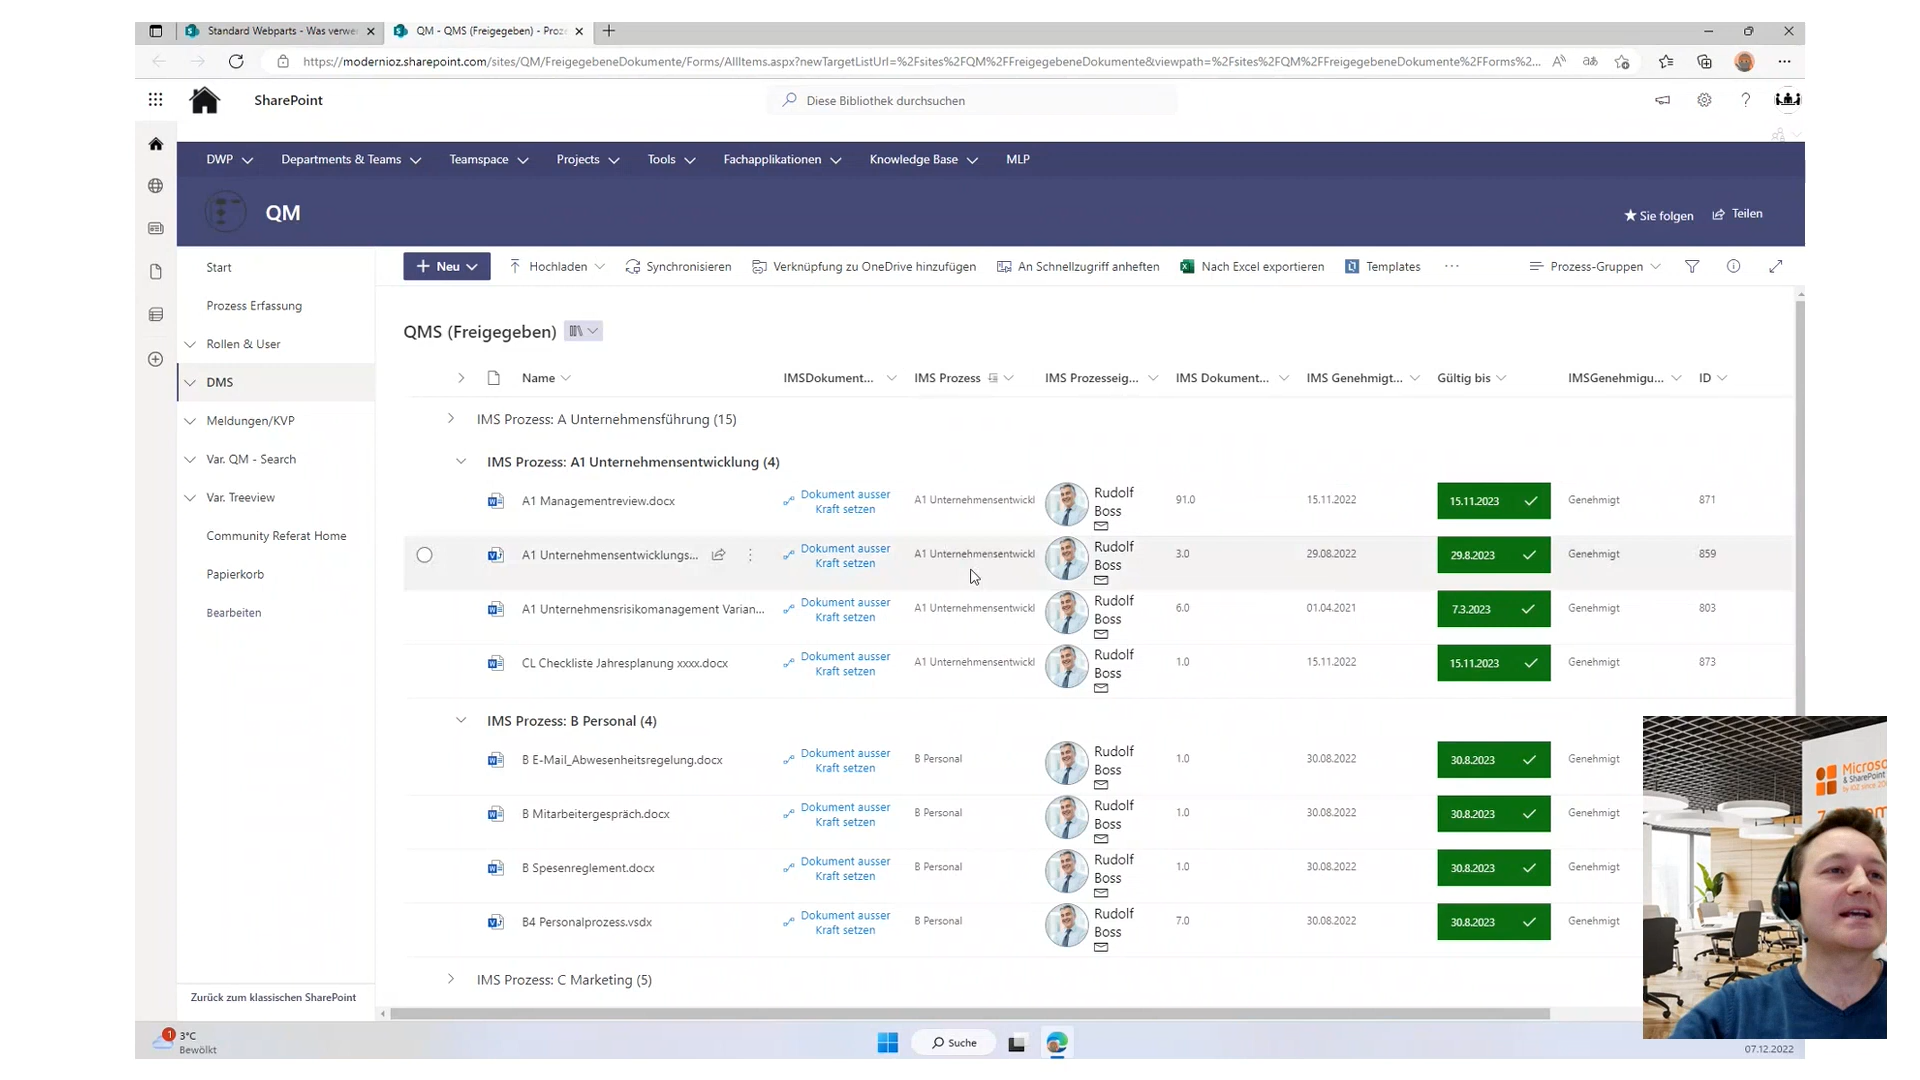 Standard Webparts - Was verwe
QM - QMS (Freigegeben) - Proz
https://modernioz.sharepoint.com/sites/QM/FreigegebeneDokumente/Forms/AllItems.aspx?newTargetListUrl=%2Fsites%2FQM%2FFreigegebeneDokumente&viewpath=%2Fsites%2FQM%2FFreigegebeneDokumente%2FForms%2...
SharePoint
Diese Bibliothek durchsuchen
DWP
Departments & Teams
Teamspace
Projects
Tools
Fachapplikationen
Knowledge Base
MLP
QM
Sie folgen
Teilen
Start
Prozess Erfassung
Rollen & User
DMS
Meldungen/KVP
Var. QM - Search
Var. Treeview
Community Referat Home
Papierkorb
Bearbeiten
Zurück zum klassischen SharePoint
+ Neu
Hochladen
Synchronisieren
Verknüpfung zu OneDrive hinzufügen
An Schnellzugriff anheften
Nach Excel exportieren
Templates
...
Prozess-Gruppen
QMS (Freigegeben)
Name IMSDokument... IMS Prozess IMS Prozesseig... IMS Dokument... IMS Genehmigt... Gültig bis IMSGenehmigu... ID
IMS Prozess: A Unternehmensführung (15)
IMS Prozess: A1 Unternehmensentwicklung (4)
A1 Managementreview.docx Dokument ausser Kraft setzen A1 Unternehmensentwickl Rudolf Boss 91.0 15.11.2022 15.11.2023 Genehmigt 871
A1 Unternehmensentwicklungs... Dokument ausser Kraft setzen A1 Unternehmensentwickl Rudolf Boss 3.0 29.08.2022 29.8.2023 Genehmigt 859
A1 Unternehmensrisikomanagement Varian... Dokument ausser Kraft setzen A1 Unternehmensentwickl Rudolf Boss 6.0 01.04.2021 7.3.2023 Genehmigt 803
CL Checkliste Jahresplanung xxxx.docx Dokument ausser Kraft setzen A1 Unternehmensentwickl Rudolf Boss 1.0 15.11.2022 15.11.2023 Genehmigt 873
IMS Prozess: B Personal (4)
B E-Mail_Abwesenheitsregelung.docx Dokument ausser Kraft setzen B Personal Rudolf Boss 1.0 30.08.2022 30.8.2023 Genehmigt
B Mitarbeitergespräch.docx Dokument ausser Kraft setzen B Personal Rudolf Boss 1.0 30.08.2022 30.8.2023 Genehmigt
B Spesenreglement.docx Dokument ausser Kraft setzen B Personal Rudolf Boss 1.0 30.08.2022 30.8.2023 Genehmigt
B4 Personalprozess.vsdx Dokument ausser Kraft setzen B Personal Rudolf Boss 7.0 30.08.2022 30.8.2023 Genehmigt
IMS Prozess: C Marketing (5)
Microso
& SharePoint
1
3°C
Bewölkt
Suche
07.12.2022